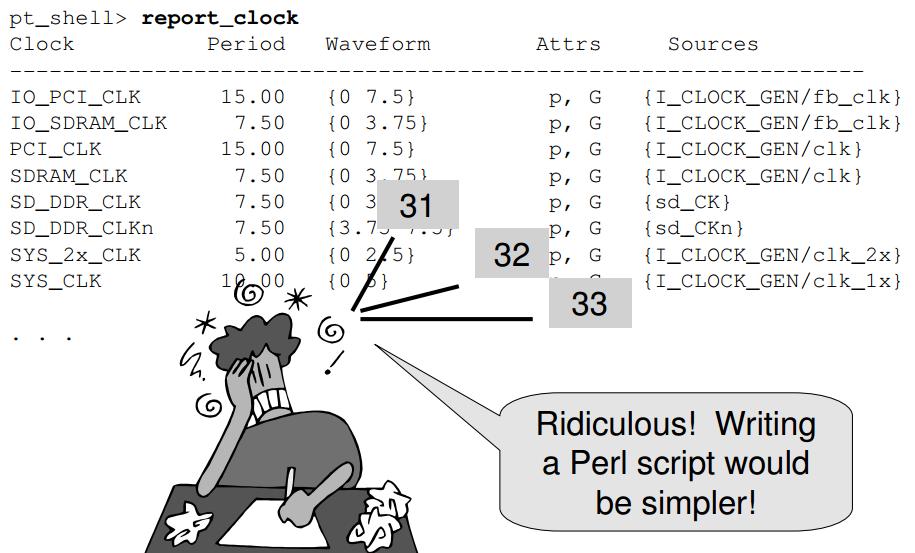 pt_shell> report_clock
Clock Period Waveform Attrs Sources
-----------------------------------------------------------------
IO_PCI_CLK 15.00 {0 7.5} p, G {I_CLOCK_GEN/fb_clk}
IO_SDRAM_CLK 7.50 {0 3.75} p, G {I_CLOCK_GEN/fb_clk}
PCI_CLK 15.00 {0 7.5} p, G {I_CLOCK_GEN/clk}
SDRAM_CLK 7.50 {0 3.75} p, G {I_CLOCK_GEN/clk}
SD_DDR_CLK 7.50 {0 p, G {sd_CK}
31
SD_DDR_CLKn 7.50 {3.75 7.5} p, G {sd_CKn}
SYS_2x_CLK 5.00 {0 2.5} p, G {I_CLOCK_GEN/clk_2x}
32
SYS_CLK 10.00 {0 5} p, G {I_CLOCK_GEN/clk_1x}
33
. . .
Ridiculous! Writing
a Perl script would
be simpler!